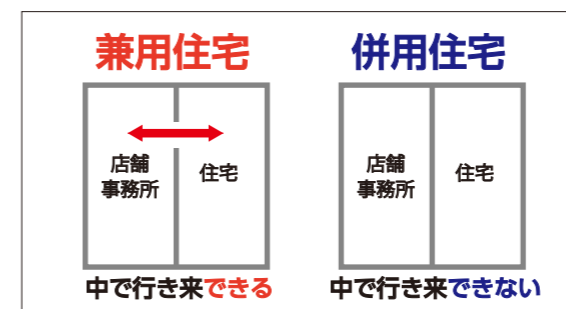 兼用住宅
店舗
事務所
住宅
中で行き来できる
併用住宅
店舗
事務所
住宅
中で行き来できない